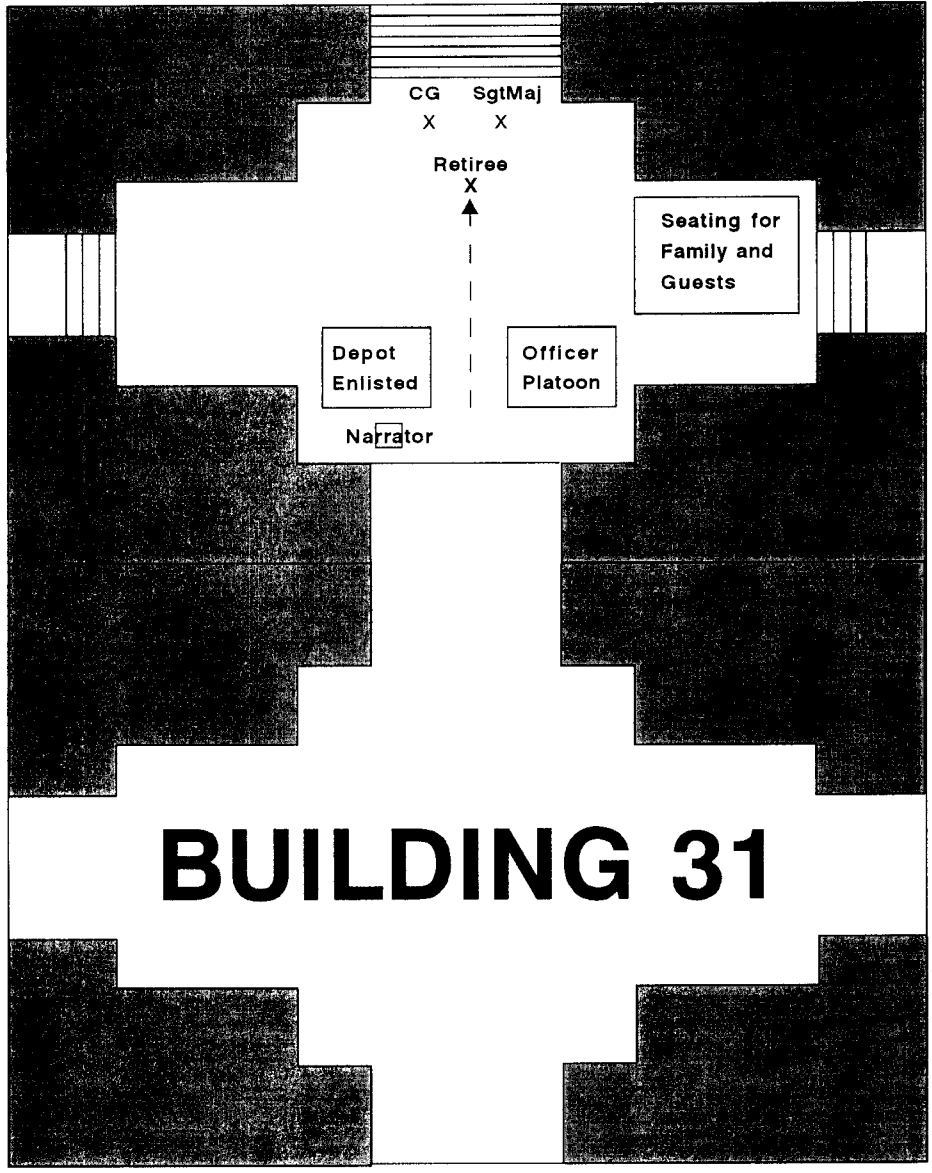 CG SgtMaj
X X
Retiree
X
Seating for
Family and
Guests
Depot
Enlisted
Officer
Platoon
Narrator
BUILDING 31